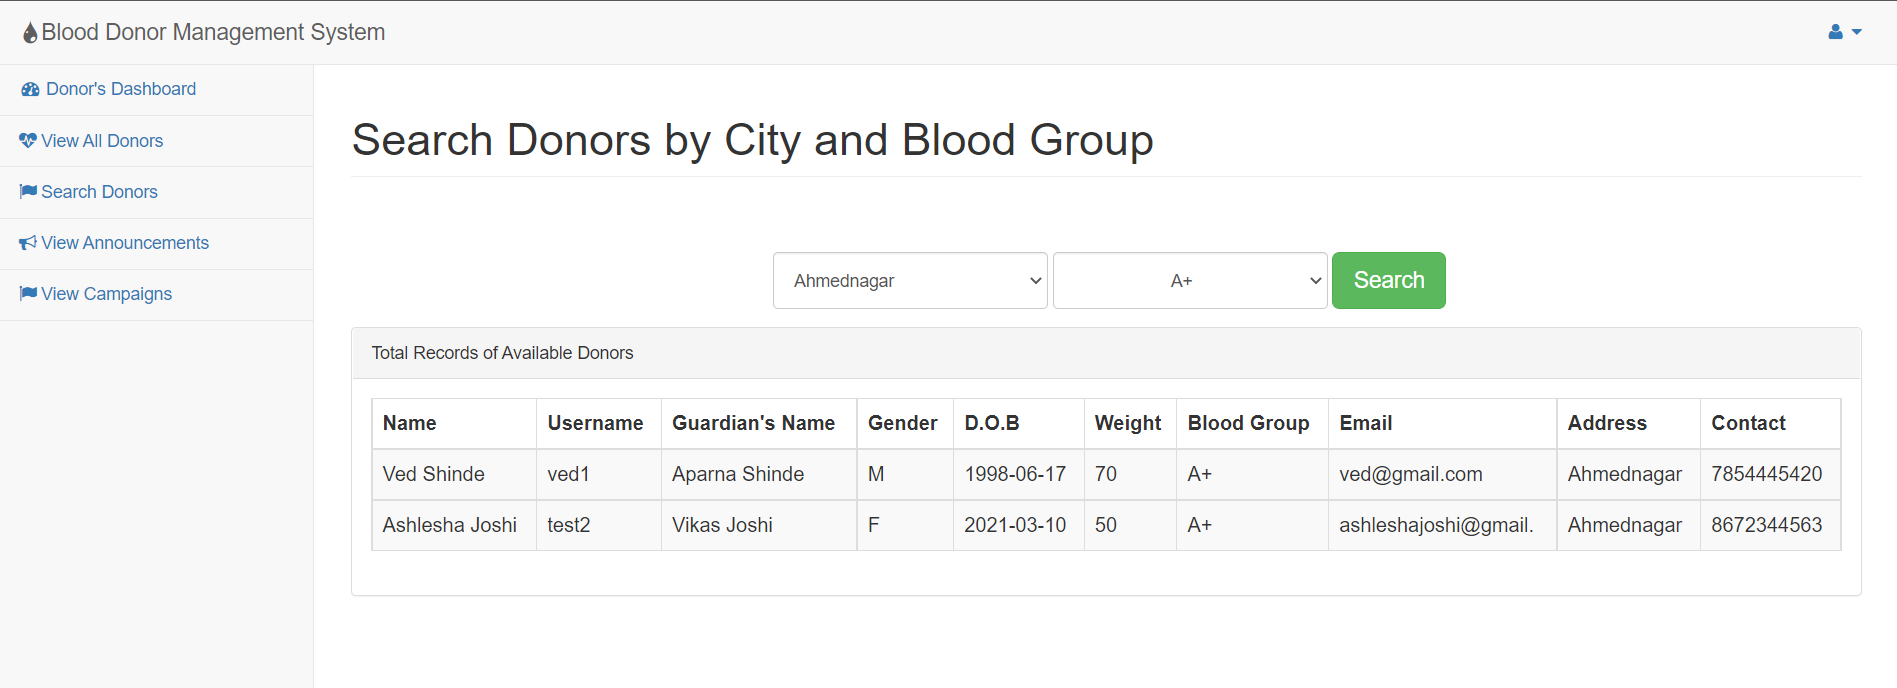 Blood Donor Management System
Donor's Dashboard
View All Donors
Search Donors
View Announcements
View Campaigns
Search Donors by City and Blood Group
Ahmednagar A+ Search
Total Records of Available Donors
Name Username Guardian's Name Gender D.O.B Weight Blood Group Email Address Contact
Ved Shinde ved1 Aparna Shinde M 1998-06-17 70 A+ ved@gmail.com Ahmednagar 7854445420
Ashlesha Joshi test2 Vikas Joshi F 2021-03-10 50 A+ ashleshajoshi@gmail. Ahmednagar 8672344563